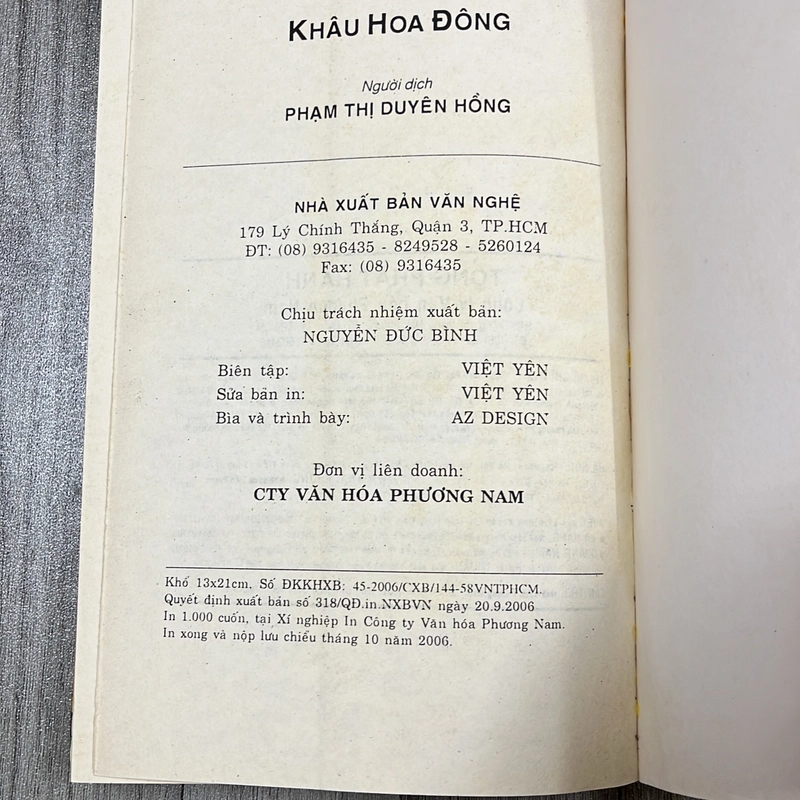 KHÂU HOA ĐÔNG
Người dịch
PHẠM THỊ DUYÊN HỒNG
NHÀ XUẤT BẢN VĂN NGHỆ
179 Lý Chính Thắng, Quận 3, TP.HCM
ĐT: (08) 9316435 - 8249528 - 5260124
Fax: (08) 9316435
Chịu trách nhiệm xuất bản:
NGUYỄN ĐỨC BÌNH
Biên tập: VIỆT YÊN
Sửa bản in: VIỆT YÊN
Bìa và trình bày: AZ DESIGN
Đơn vị liên doanh:
CTY VĂN HÓA PHƯƠNG NAM
Khổ 13x21cm. Số ĐKKHXB: 45-2006/CXB/144-58VNTPHCM.
Quyết định xuất bản số 318/QĐ.in.NXBVN ngày 20.9.2006
In 1.000 cuốn, tại Xí nghiệp In Công ty Văn hóa Phương Nam.
In xong và nộp lưu chiểu tháng 10 năm 2006.